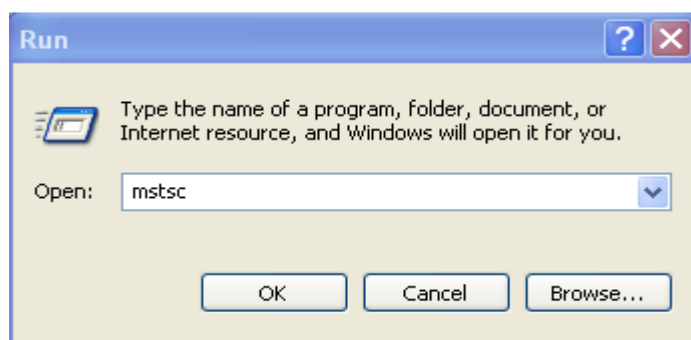 Run
Type the name of a program, folder, document, or
Internet resource, and Windows will open it for you.
Open: mstsc
OK Cancel Browse...